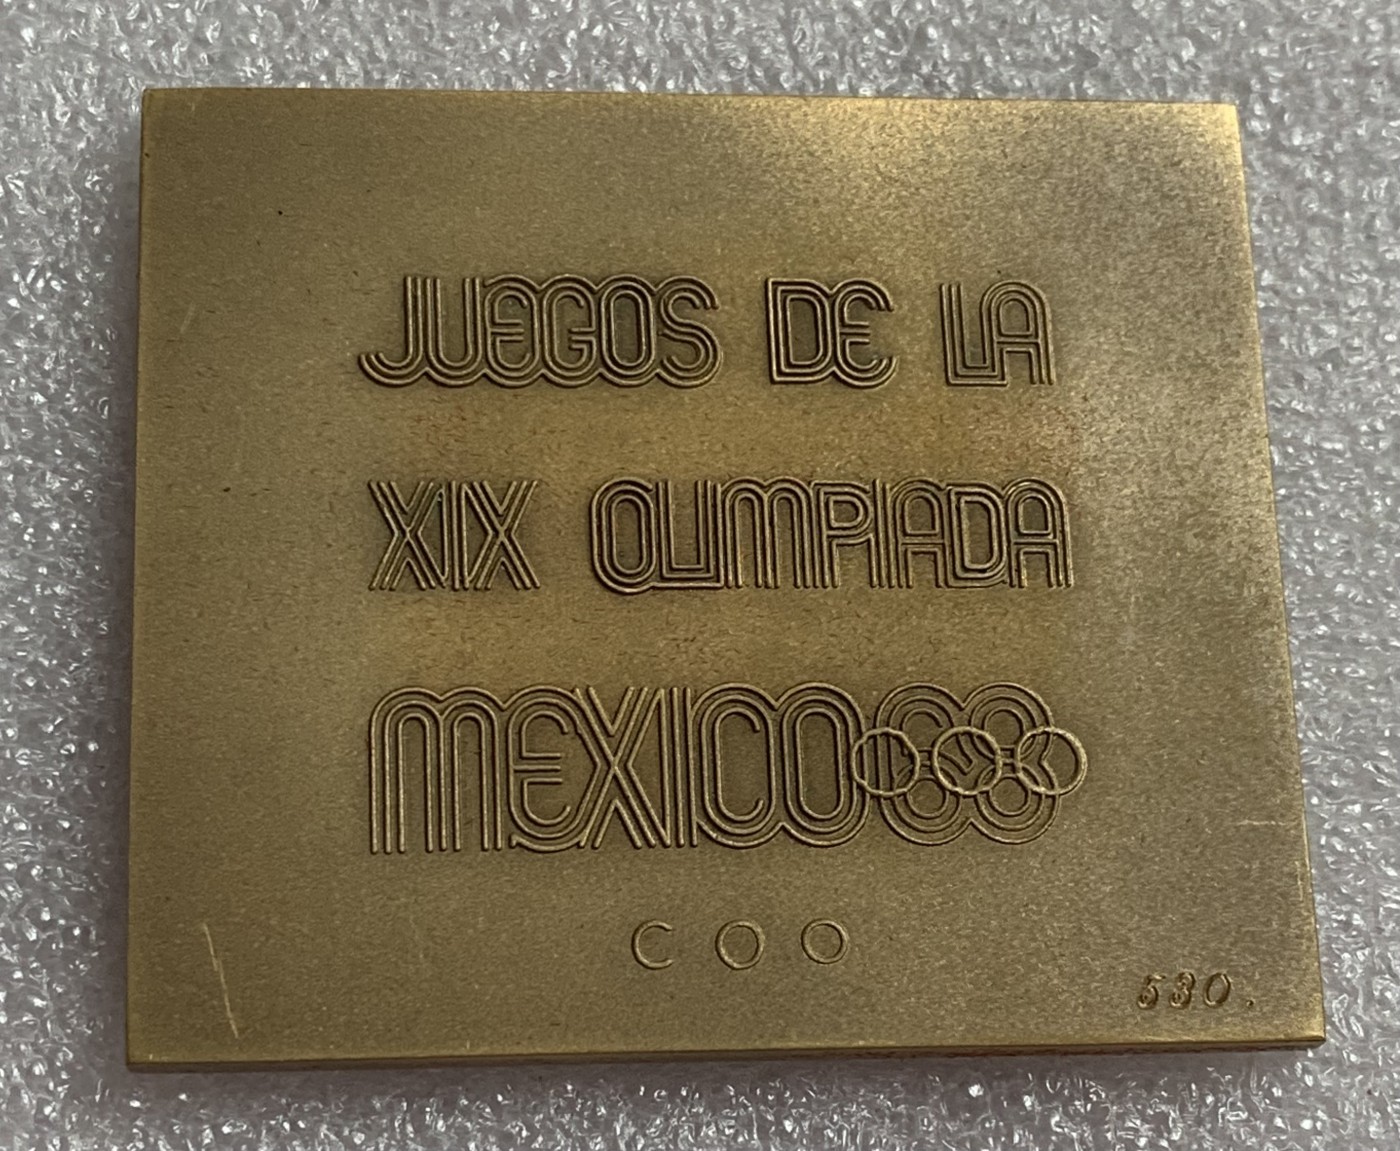 JUEGOS DE LA
XIX OLIMPIADA
MEXICO68
COO
530.